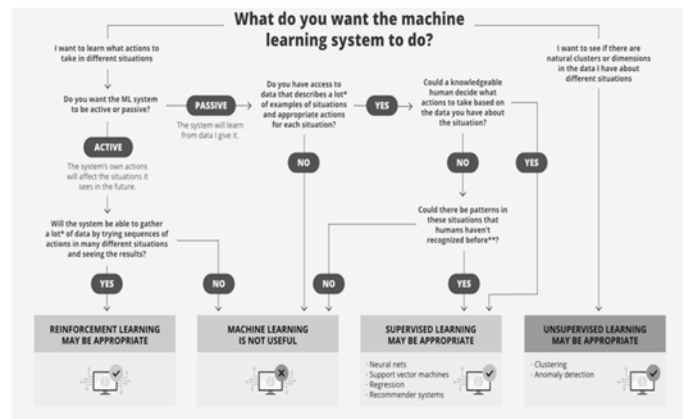 What do you want the machine
learning system to do?
I want to learn what actions to
take in different situations
I want to see if there are
natural clusters or dimensions
in the data I have about
different situations
Do you want the ML system
to be active or passive?
PASSIVE
The system will learn
from data I give it.
Do you have access to
data that describes a lot*
of examples of situations
and appropriate actions
for each situation?
YES
Could a knowledgeable
human decide what
actions to take based on
the data you have about
the situation?
ACTIVE
The system's own actions
will affect the situations it
sees in the future.
NO
NO
YES
Will the system be able to gather
a lot* of data by trying sequences of
actions in many different situations
and seeing the results?
Could there be patterns in
these situations that
humans haven't
recognized before**?
YES
NO
NO
YES
REINFORCEMENT LEARNING
MAY BE APPROPRIATE
MACHINE LEARNING
IS NOT USEFUL
SUPERVISED LEARNING
MAY BE APPROPRIATE
· Neural nets
· Support vector machines
· Regression
· Recommender systems
UNSUPERVISED LEARNING
MAY BE APPROPRIATE
· Clustering
· Anomaly detection